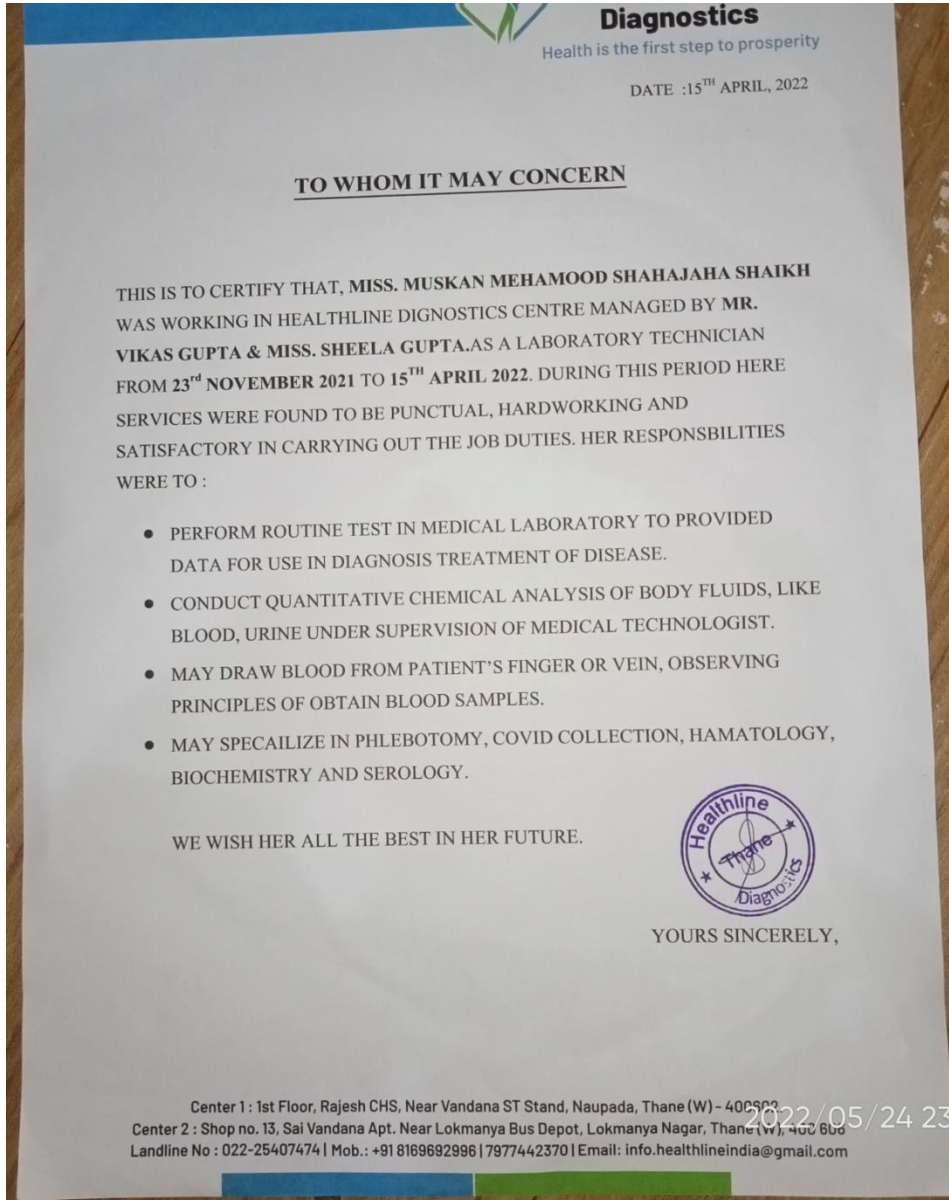 Diagnostics
Health is the first step to prosperity
DATE :15TH APRIL, 2022
TO WHOM IT MAY CONCERN
THIS IS TO CERTIFY THAT, MISS. MUSKAN MEHAMOOD SHAHAJAHA SHAIKH
WAS WORKING IN HEALTHLINE DIGNOSTICS CENTRE MANAGED BY MR.
VIKAS GUPTA & MISS. SHEELA GUPTA.AS A LABORATORY TECHNICIAN
FROM 23rd NOVEMBER 2021 TO 15TH APRIL 2022. DURING THIS PERIOD HERE
SERVICES WERE FOUND TO BE PUNCTUAL, HARDWORKING AND
SATISFACTORY IN CARRYING OUT THE JOB DUTIES. HER RESPONSBILITIES
WERE TO :
• PERFORM ROUTINE TEST IN MEDICAL LABORATORY TO PROVIDED
DATA FOR USE IN DIAGNOSIS TREATMENT OF DISEASE.
• CONDUCT QUANTITATIVE CHEMICAL ANALYSIS OF BODY FLUIDS, LIKE
BLOOD, URINE UNDER SUPERVISION OF MEDICAL TECHNOLOGIST.
• MAY DRAW BLOOD FROM PATIENT'S FINGER OR VEIN, OBSERVING
PRINCIPLES OF OBTAIN BLOOD SAMPLES.
• MAY SPECAILIZE IN PHLEBOTOMY, COVID COLLECTION, HAMATOLOGY,
BIOCHEMISTRY AND SEROLOGY.
WE WISH HER ALL THE BEST IN HER FUTURE.
Healthline
Thane
Diagnostics
YOURS SINCERELY,
Center 1 : 1st Floor, Rajesh CHS, Near Vandana ST Stand, Naupada, Thane (W) -
Center 2 : Shop no. 13, Sai Vandana Apt. Near Lokmanya Bus Depot, Lokmanya Nagar, Thane (W),
Landline No : 022-25407474 | Mob.: +91 8169692996 | 7977442370 | Email: info.healthlineindia@gmail.com
2022/05/24 23